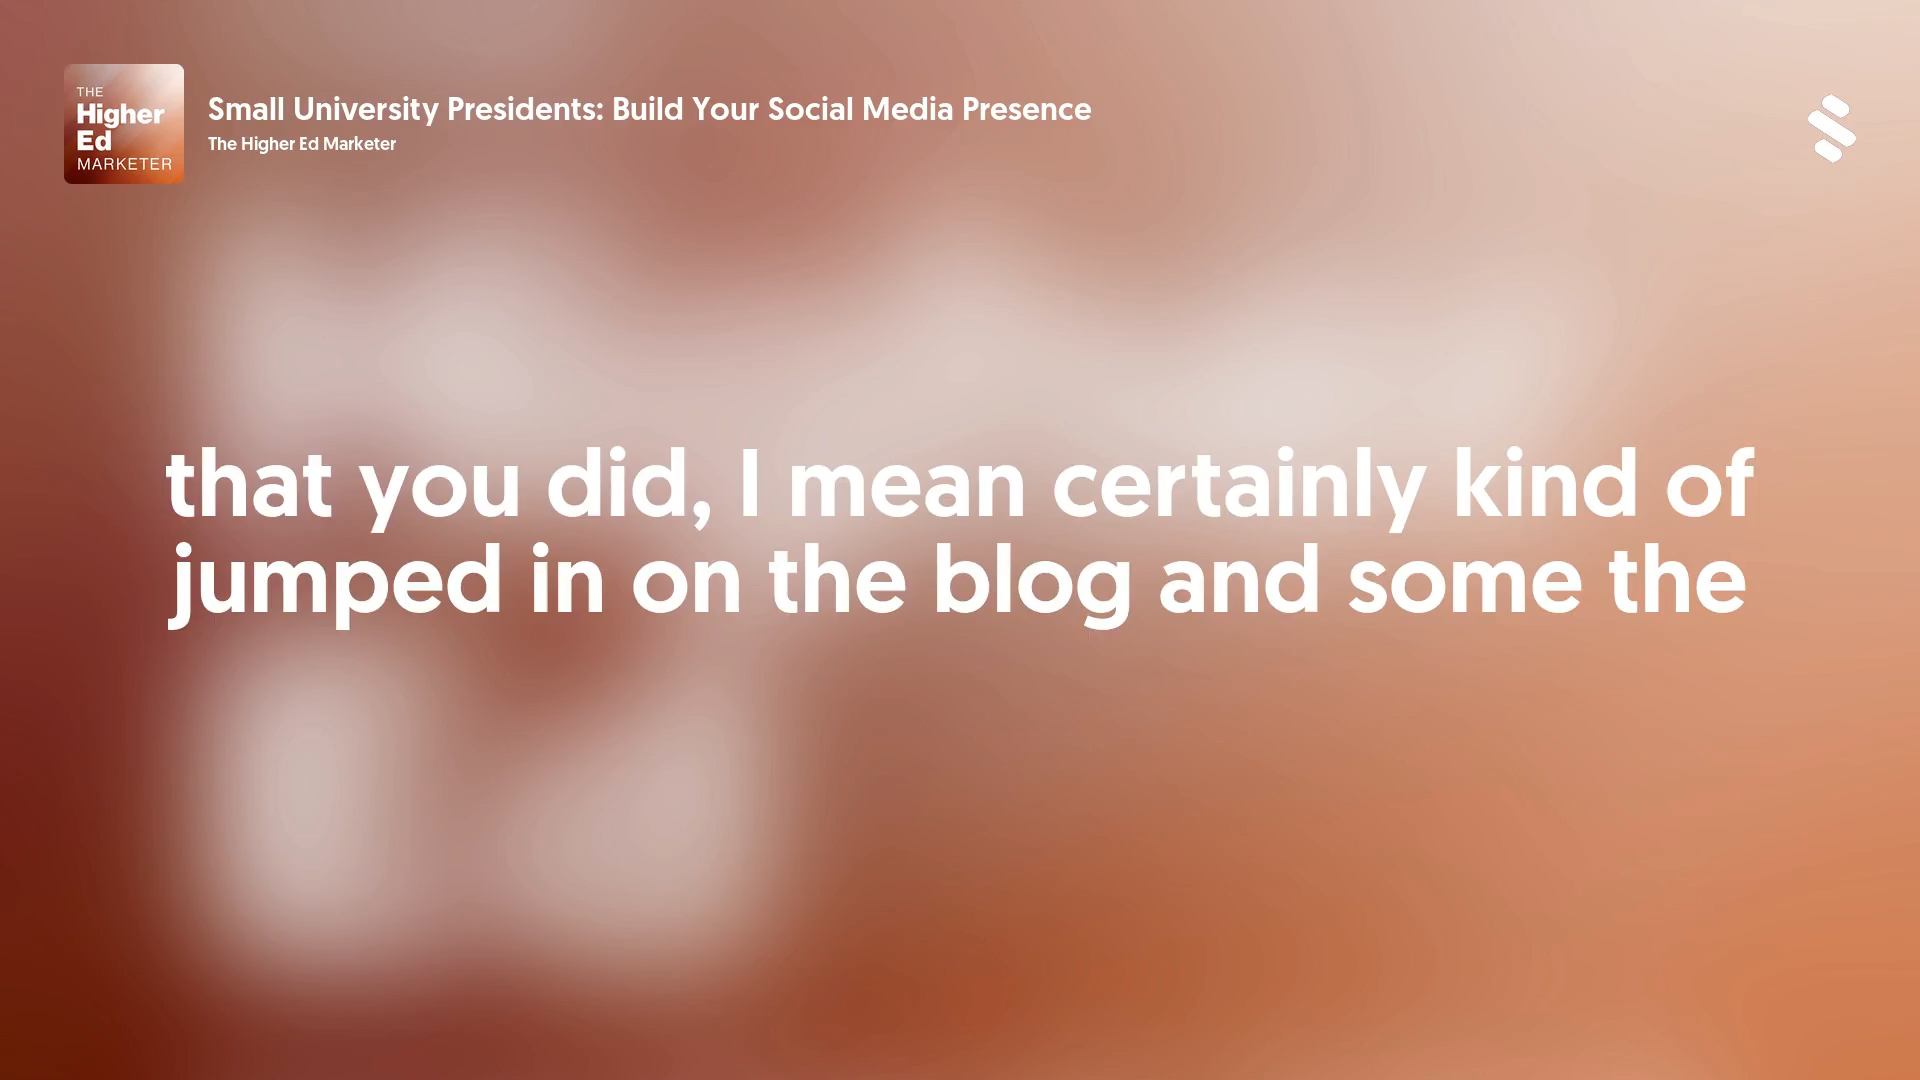 THE
Higher
Ed
MARKETER
Small University Presidents: Build Your Social Media Presence
The Higher Ed Marketer
that you did, I mean certainly kind of
jumped in on the blog and some the